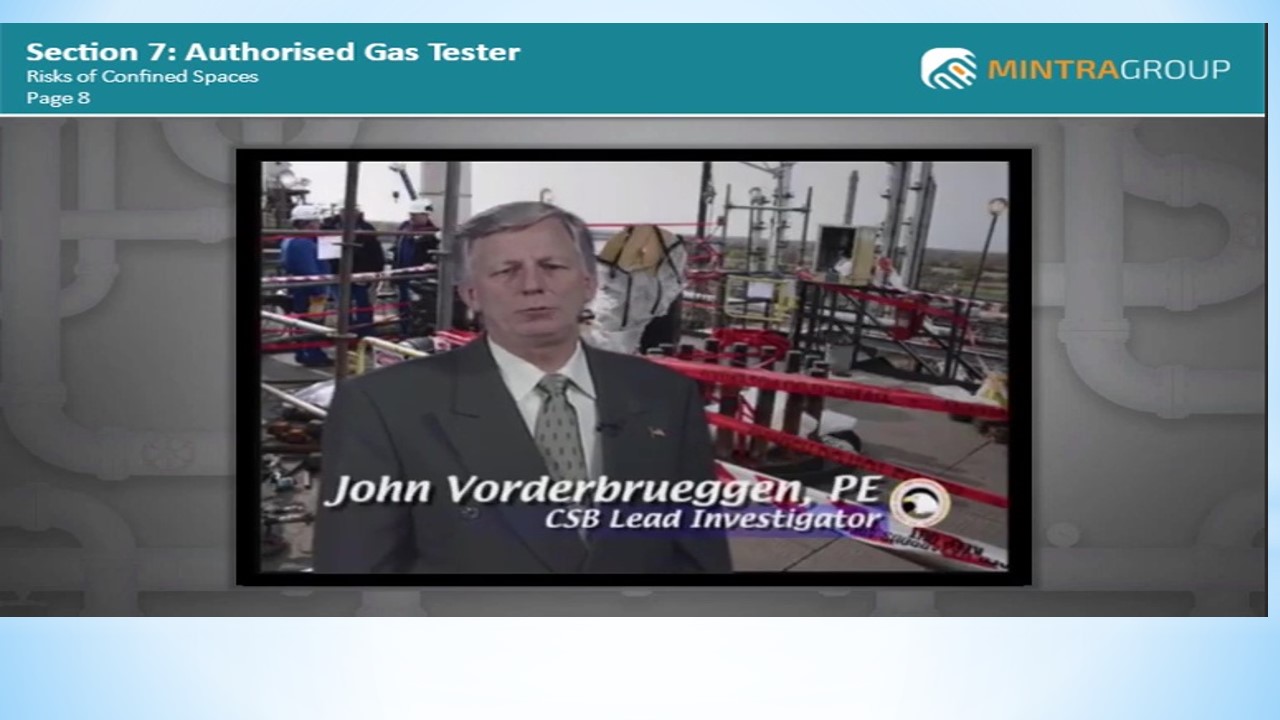 Section 7: Authorised Gas Tester
Risks of Confined Spaces
Page 8
MINTRAGROUP
John Vorderbrueggen, PE
CSB Lead Investigator